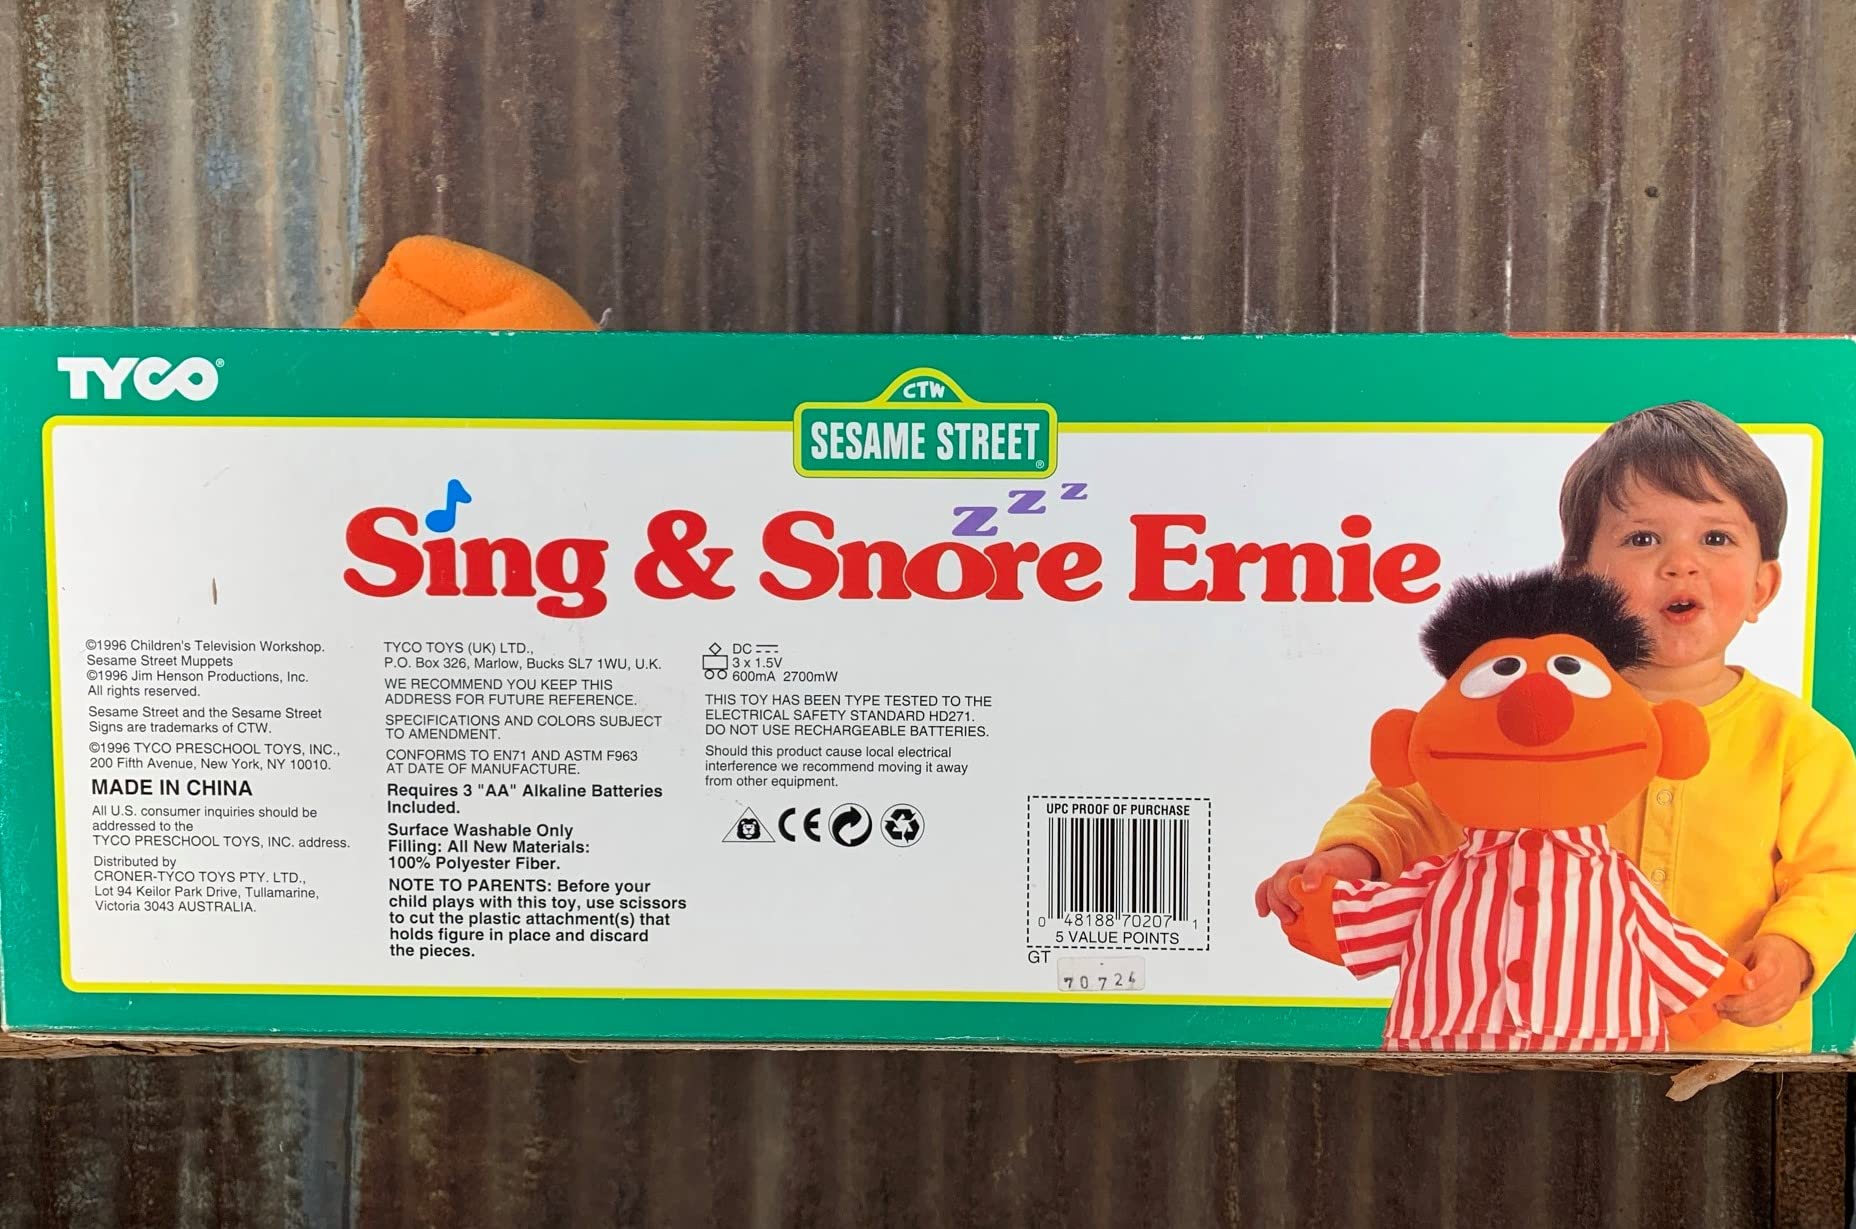 TYCO®
CTW
SESAME STREET®
Sing & Snore Ernie
z z z
©1996 Children's Television Workshop.
Sesame Street Muppets
©1996 Jim Henson Productions, Inc.
All rights reserved.
Sesame Street and the Sesame Street
Signs are trademarks of CTW.
©1996 TYCO PRESCHOOL TOYS, INC.,
200 Fifth Avenue, New York, NY 10010.
MADE IN CHINA
All U.S. consumer inquiries should be
addressed to the
TYCO PRESCHOOL TOYS, INC. address.
Distributed by
CRONER-TYCO TOYS PTY. LTD.,
Lot 94 Keilor Park Drive, Tullamarine,
Victoria 3043 AUSTRALIA.
TYCO TOYS (UK) LTD.,
P.O. Box 326, Marlow, Bucks SL7 1WU, U.K.
WE RECOMMEND YOU KEEP THIS
ADDRESS FOR FUTURE REFERENCE.
SPECIFICATIONS AND COLORS SUBJECT
TO AMENDMENT.
CONFORMS TO EN71 AND ASTM F963
AT DATE OF MANUFACTURE.
Requires 3 "AA" Alkaline Batteries
Included.
Surface Washable Only
Filling: All New Materials:
100% Polyester Fiber.
NOTE TO PARENTS: Before your
child plays with this toy, use scissors
to cut the plastic attachment(s) that
holds figure in place and discard
the pieces.
DC
3 x 1.5V
600mA 2700mW
THIS TOY HAS BEEN TYPE TESTED TO THE
ELECTRICAL SAFETY STANDARD HD271.
DO NOT USE RECHARGEABLE BATTERIES.
Should this product cause local electrical
interference we recommend moving it away
from other equipment.
CE
UPC PROOF OF PURCHASE
0 48188 70207 1
5 VALUE POINTS
GT
70724